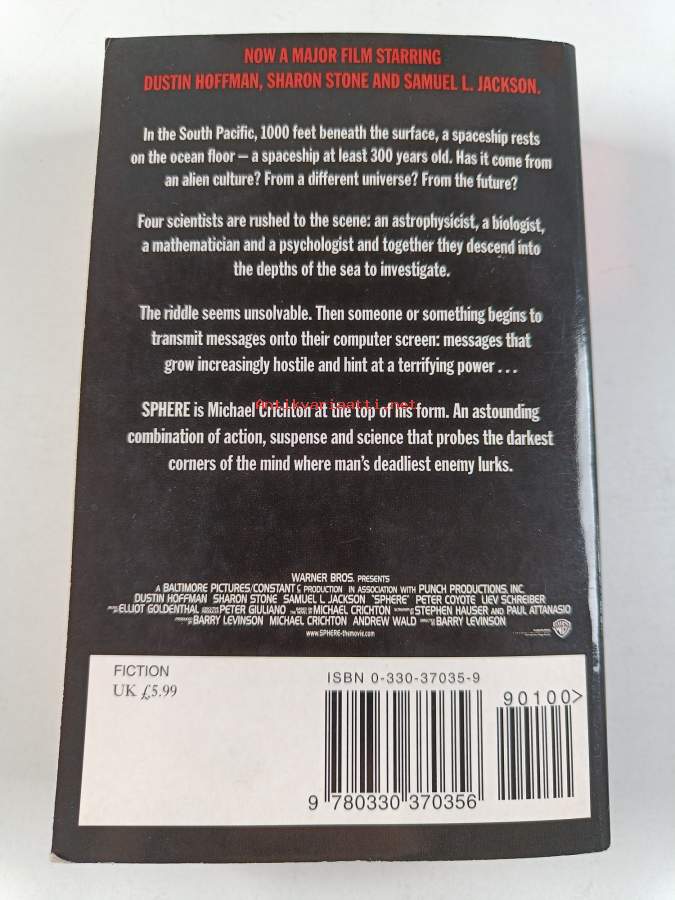 NOW A MAJOR FILM STARRING
DUSTIN HOFFMAN, SHARON STONE AND SAMUEL L. JACKSON.
In the South Pacific, 1000 feet beneath the surface, a spaceship rests
on the ocean floor – a spaceship at least 300 years old. Has it come from
an alien culture? From a different universe? From the future?
Four scientists are rushed to the scene: an astrophysicist, a biologist,
a mathematician and a psychologist and together they descend into
the depths of the sea to investigate.
The riddle seems unsolvable. Then someone or something begins to
transmit messages onto their computer screen: messages that
grow increasingly hostile and hint at a terrifying power...
Antikvariaatti.net
SPHERE is Michael Crichton at the top of his form. An astounding
combination of action, suspense and science that probes the darkest
corners of the mind where man's deadliest enemy lurks.
WARNER BROS. PRESENTS
A BALTIMORE PICTURES/CONSTANT C PRODUCTION IN ASSOCIATION WITH PUNCH PRODUCTIONS, INC.
DUSTIN HOFFMAN SHARON STONE SAMUEL L. JACKSON "SPHERE" PETER COYOTE LIEV SCHREIBER
ELLIOT GOLDENTHAL PETER GIULIANO MICHAEL CRICHTON STEPHEN HAUSER AND PAUL ATTANASIO
BARRY LEVINSON MICHAEL CRICHTON ANDREW WALD BARRY LEVINSON
www.SPHERE-themovie.com
FICTION
UK £5.99
ISBN 0-330-37035-9
90100>
9 780330 370356